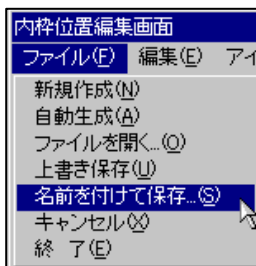 内枠位置編集画面
ファイル(F) 編集(E) アイ
新規作成(N)
自動生成(A)
ファイルを開く...(O)
上書き保存(U)
名前を付けて保存...(S)
キャンセル(X)
終 了(E)